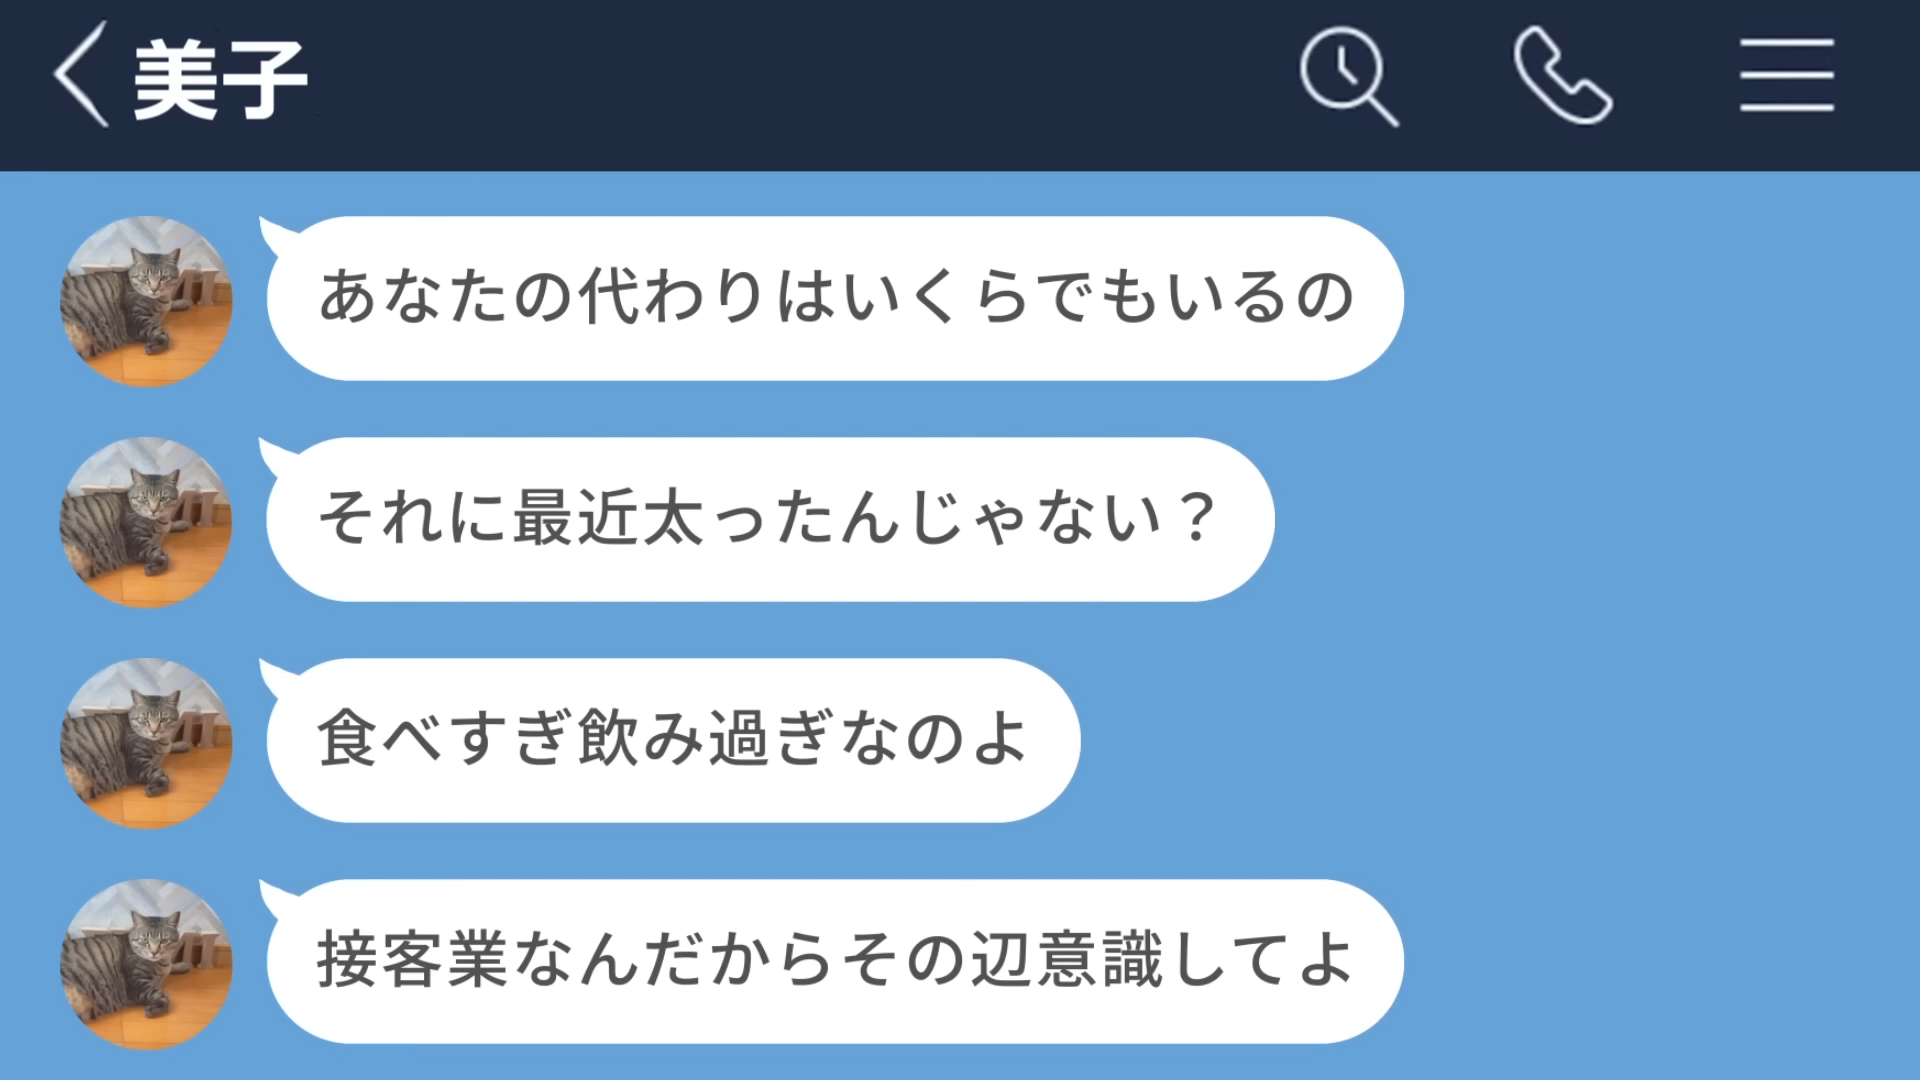 美子
あなたの代わりはいくらでもいるの
それに最近太ったんじゃない？
食べすぎ飲み過ぎなのよ
接客業なんだからその辺意識してよ